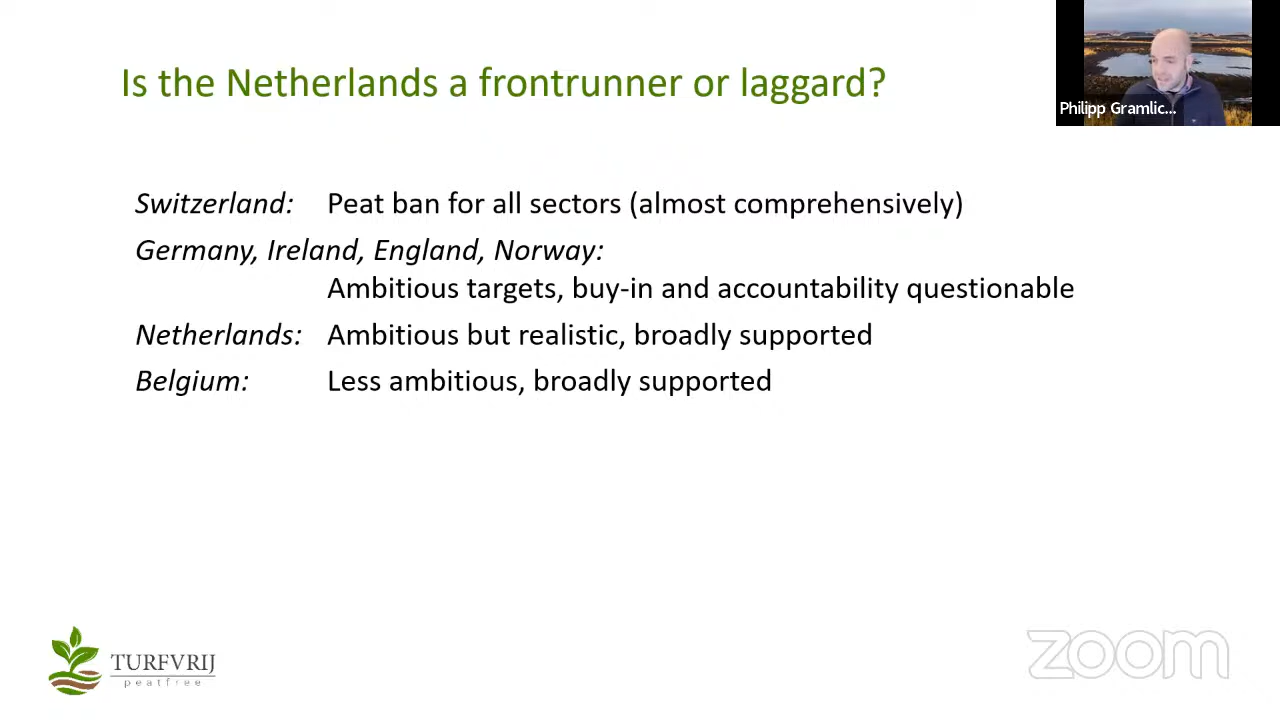 Is the Netherlands a frontrunner or laggard?
Philipp Gramlic...
Switzerland: Peat ban for all sectors (almost comprehensively)
Germany, Ireland, England, Norway:
Ambitious targets, buy-in and accountability questionable
Netherlands: Ambitious but realistic, broadly supported
Belgium: Less ambitious, broadly supported
TURFVRIJ
peatfree
zoom